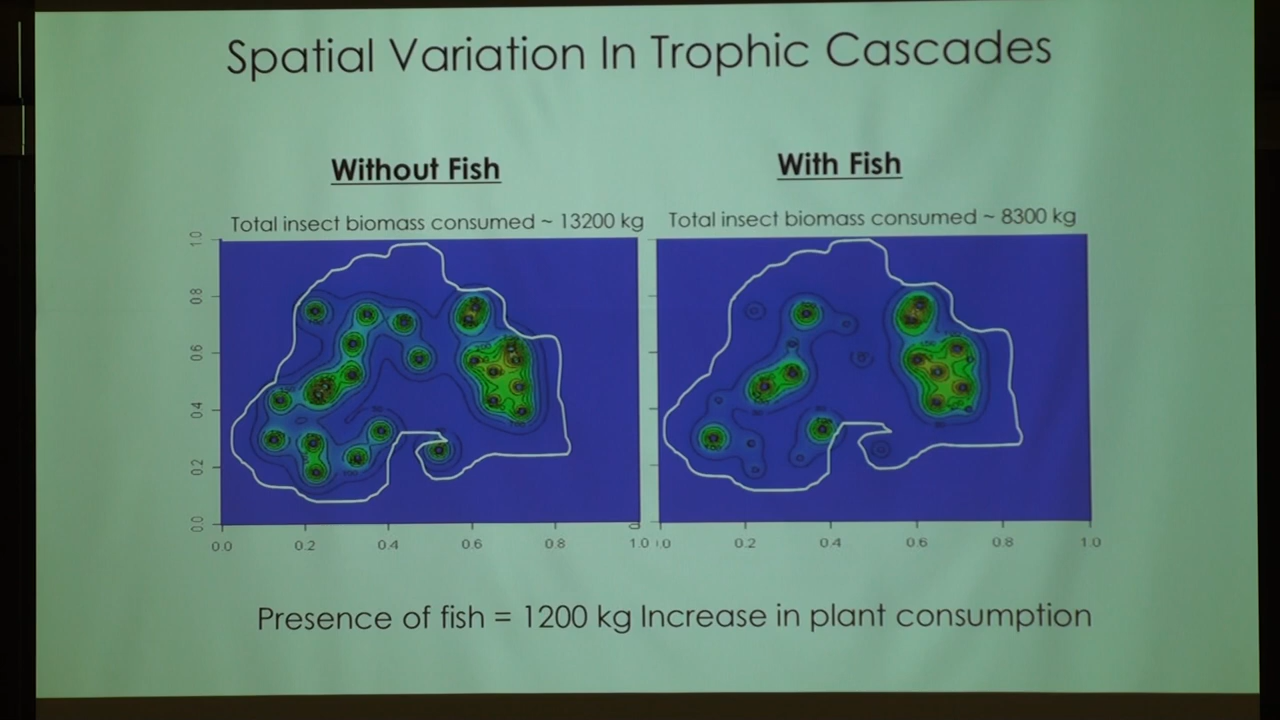 Spatial Variation In Trophic Cascades
Without Fish
With Fish
Total insect biomass consumed ~ 13200 kg
Total insect biomass consumed ~ 8300 kg
1.0
0.8
0.6
0.4
0.2
0.0
0.0 0.2 0.4 0.6 0.8 1.0
0.2 0.4 0.6 0.8 1.0
Presence of fish = 1200 kg Increase in plant consumption